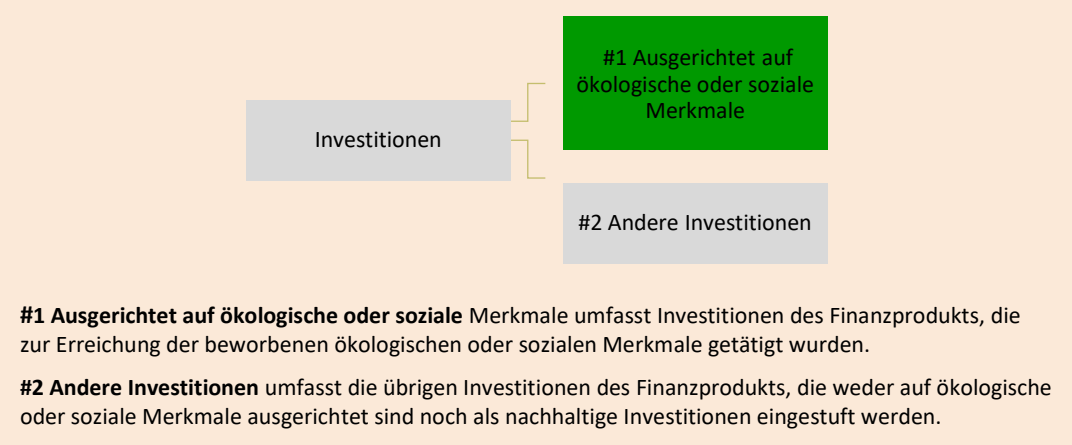 #1 Ausgerichtet auf
ökologische oder soziale
Merkmale
Investitionen
#2 Andere Investitionen
#1 Ausgerichtet auf ökologische oder soziale Merkmale umfasst Investitionen des Finanzprodukts, die
zur Erreichung der beworbenen ökologischen oder sozialen Merkmale getätigt wurden.
#2 Andere Investitionen umfasst die übrigen Investitionen des Finanzprodukts, die weder auf ökologische
oder soziale Merkmale ausgerichtet sind noch als nachhaltige Investitionen eingestuft werden.